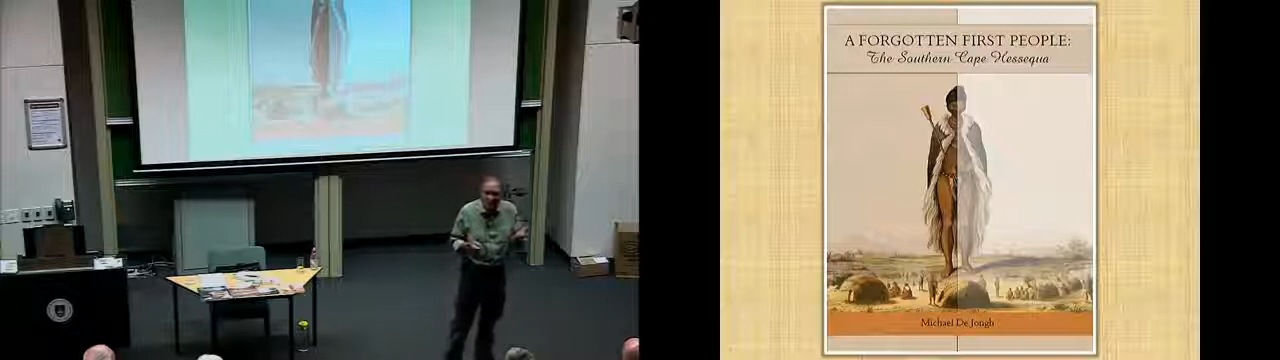 A FORGOTTEN FIRST PEOPLE:
The Southern Cape Hessequa
Michael De Jongh